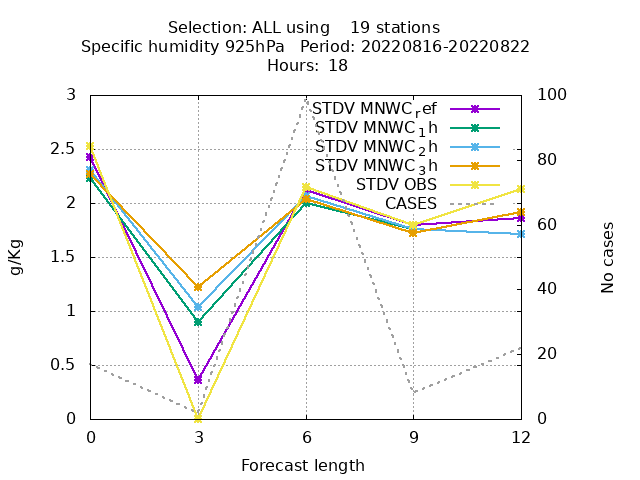 Selection: ALL using    19 stations
Specific humidity 925hPa   Period: 20220816-20220822
Hours:  18
STDV MNWC_ref
STDV MNWC_1h
STDV MNWC_2h
STDV MNWC_3h
STDV OBS
CASES
3
2.5
2
1.5
1
0.5
0
g/Kg
100
80
60
40
20
0
No cases
0 3 6 9 12
Forecast length